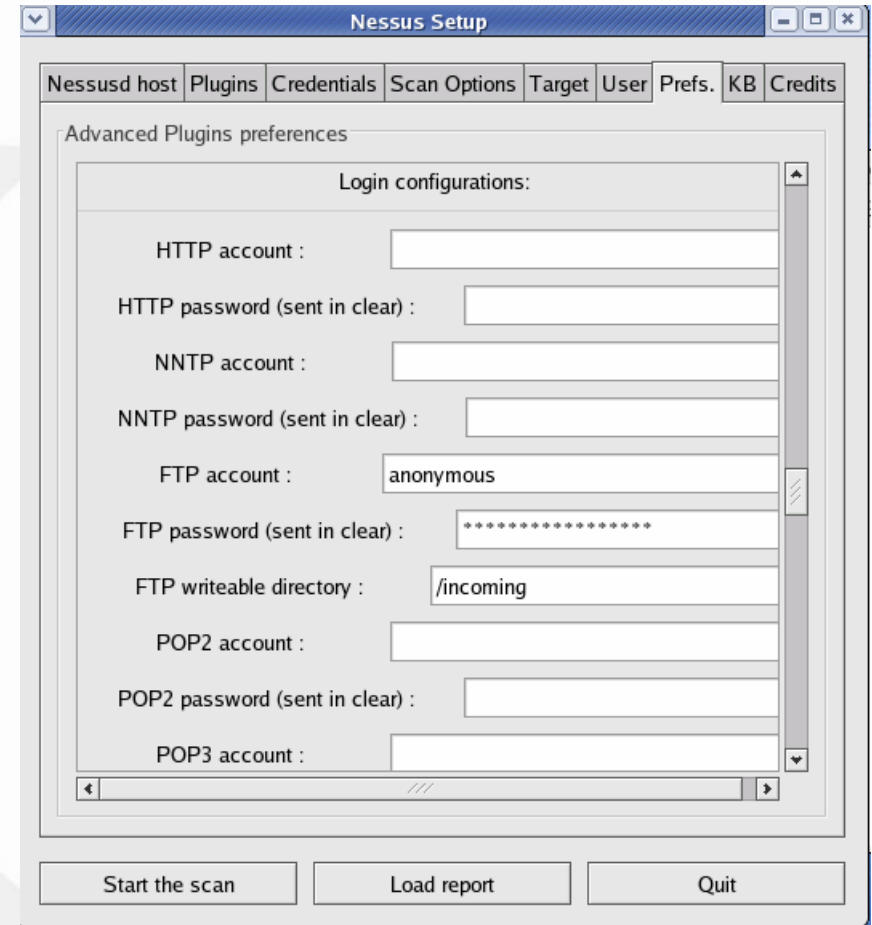 Nessus Setup
Nessusd host Plugins Credentials Scan Options Target User Prefs. KB Credits
Advanced Plugins preferences
Login configurations:
HTTP account :
HTTP password (sent in clear) :
NNTP account :
NNTP password (sent in clear) :
FTP account : anonymous
FTP password (sent in clear) : *****************
FTP writeable directory : /incoming
POP2 account :
POP2 password (sent in clear) :
POP3 account :
Start the scan Load report Quit